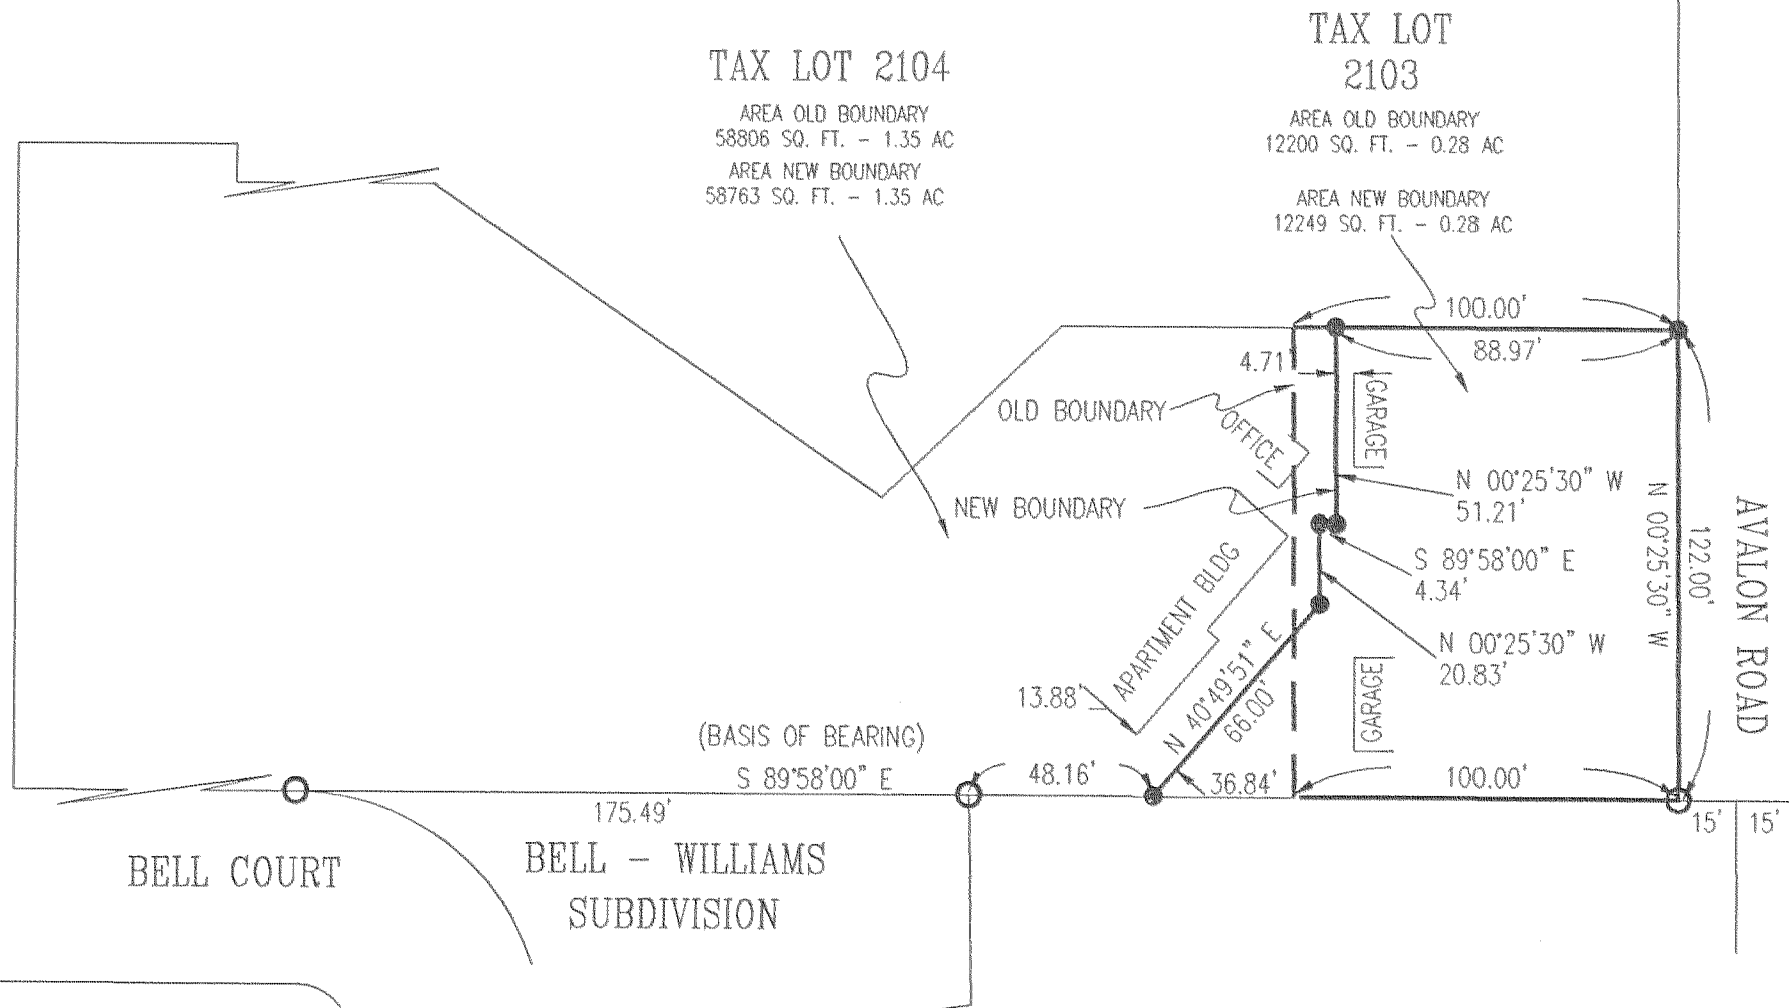 TAX LOT 2104
AREA OLD BOUNDARY
58806 SQ. FT. - 1.35 AC
AREA NEW BOUNDARY
58763 SQ. FT. - 1.35 AC
TAX LOT
2103
AREA OLD BOUNDARY
12200 SQ. FT. - 0.28 AC
AREA NEW BOUNDARY
12249 SQ. FT. - 0.28 AC
100.00'
88.97'
4.71'
GARAGE
OLD BOUNDARY
OFFICE
NEW BOUNDARY
N 00°25'30" W
51.21'
S 89°58'00" E
4.34'
N 00°25'30" W
20.83'
N 00°25'30" W
122.00'
AVALON ROAD
APARTMENT BLDG
13.88'
N 40°49'51" E
66.00'
GARAGE
(BASIS OF BEARING)
S 89°58'00" E
175.49'
48.16'
36.84'
100.00'
15'
15'
BELL COURT
BELL - WILLIAMS
SUBDIVISION